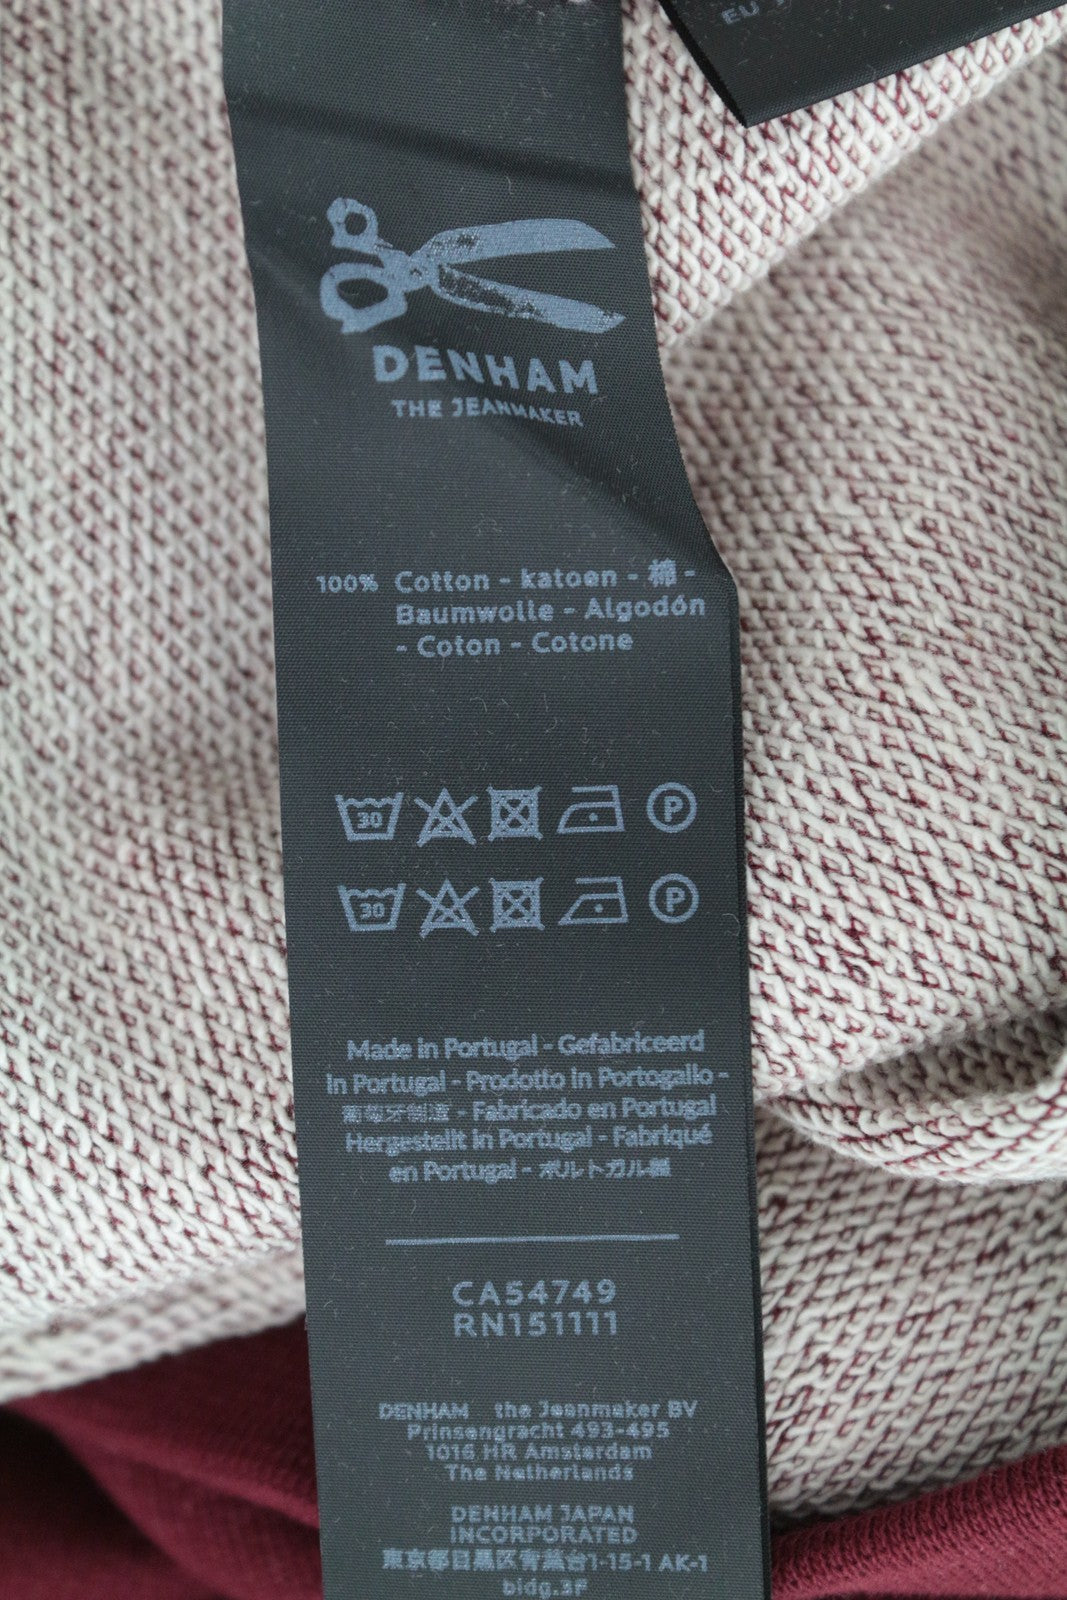 EU
DENHAM
THE JEANMAKER
100% Cotton - katoen - 棉 -
Baumwolle - Algodón
- Coton - Cotone
30 P
30 P
Made in Portugal - Gefabriceerd
in Portugal - Prodotto in Portogallo -
葡萄牙制造 - Fabricado en Portugal
Hergestellt in Portugal - Fabriqué
en Portugal - ポルトガル製
CA54749
RN151111
DENHAM the Jeanmaker BV
Prinsengracht 493-495
1016 HR Amsterdam
The Netherlands
DENHAM JAPAN
INCORPORATED
東京都目黒区青葉台1-15-1 AK-1
bldg.3F